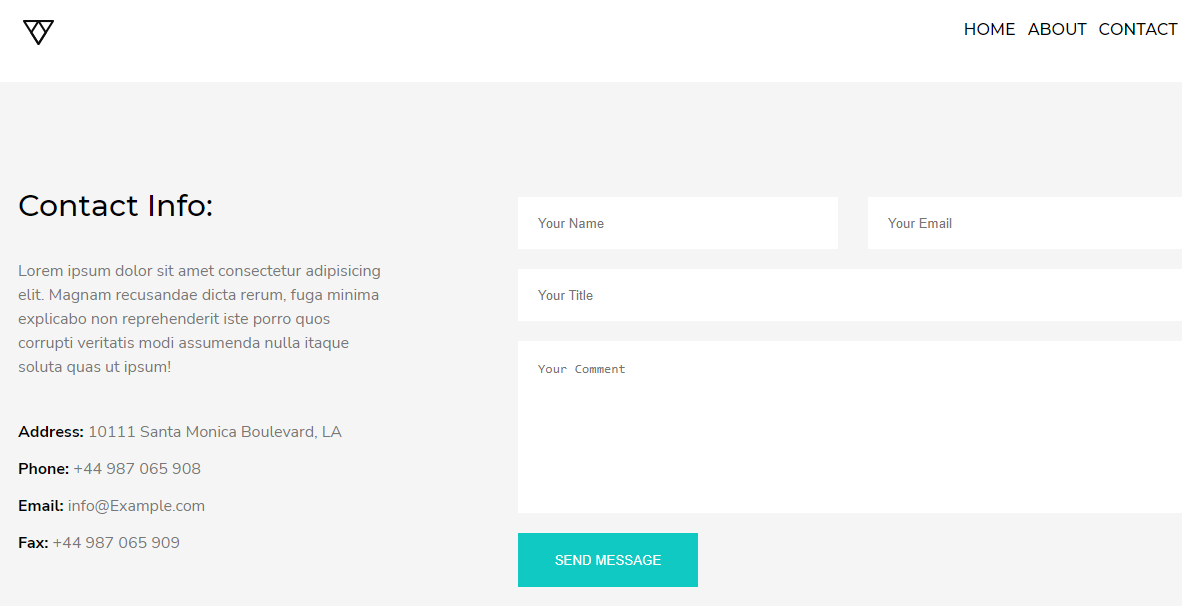 HOME ABOUT CONTACT
Contact Info:
Lorem ipsum dolor sit amet consectetur adipisicing
elit. Magnam recusandae dicta rerum, fuga minima
explicabo non reprehenderit iste porro quos
corrupti veritatis modi assumenda nulla itaque
soluta quas ut ipsum!
Address: 10111 Santa Monica Boulevard, LA
Phone: +44 987 065 908
Email: info@Example.com
Fax: +44 987 065 909
Your Name
Your Email
Your Title
Your Comment
SEND MESSAGE